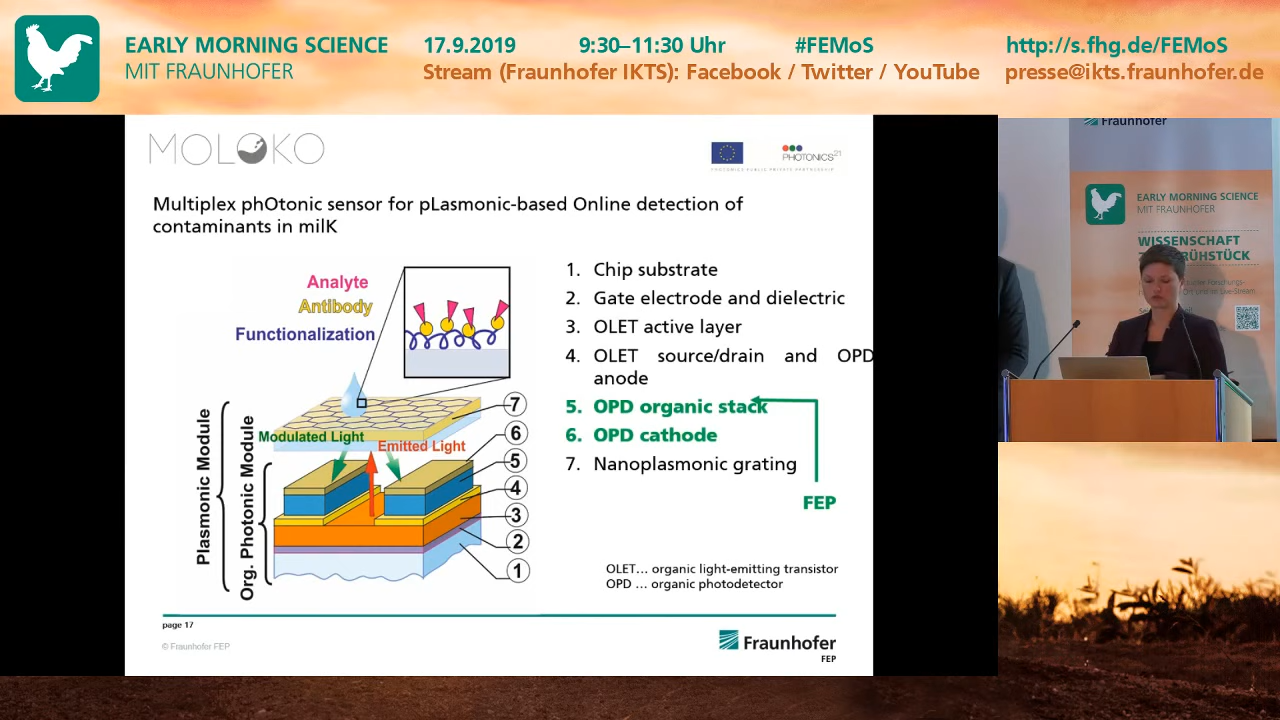 EARLY MORNING SCIENCE
MIT FRAUNHOFER
17.9.2019 9:30–11:30 Uhr #FEMoS http://s.fhg.de/FEMoS
Stream (Fraunhofer IKTS): Facebook / Twitter / YouTube presse@ikts.fraunhofer.de
MOLOKO
PHOTONICS²¹
PHOTONICS PUBLIC PRIVATE PARTNERSHIP
Multiplex phOtonic sensor for pLasmonic-based Online detection of
contaminants in milK
Analyte
Antibody
Functionalization
Plasmonic Module
Org. Photonic Module
Modulated Light
Emitted Light
7
6
5
4
3
2
1
1. Chip substrate
2. Gate electrode and dielectric
3. OLET active layer
4. OLET source/drain and OPD
anode
5. OPD organic stack
6. OPD cathode
7. Nanoplasmonic grating
FEP
OLET... organic light-emitting transistor
OPD ... organic photodetector
page 17
© Fraunhofer FEP
Fraunhofer
FEP
Fraunhofer
EARLY MORNING SCIENCE
MIT FRAUNHOFER
WISSENSCHAFT
RÜHSTÜCK